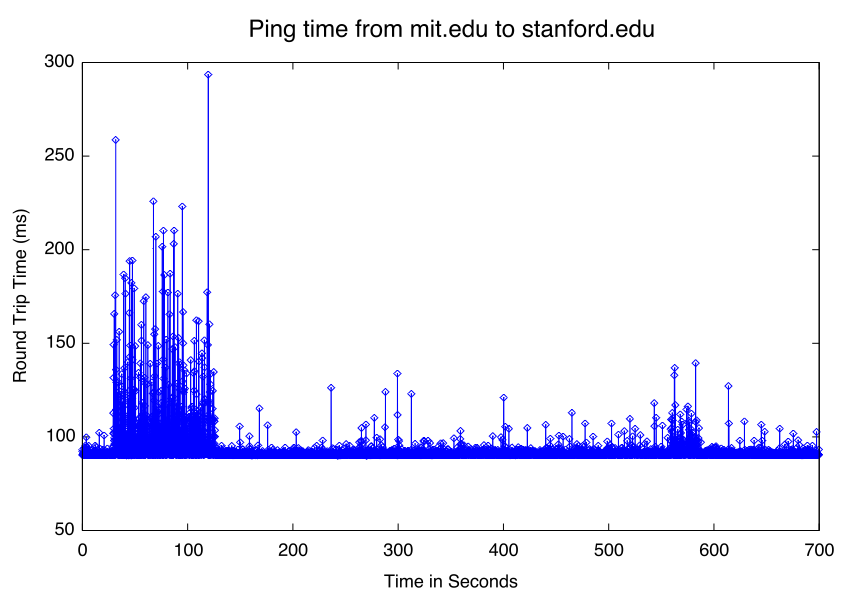 Ping time from mit.edu to stanford.edu
300
250
200
150
100
50
Round Trip Time (ms)
0 100 200 300 400 500 600 700
Time in Seconds